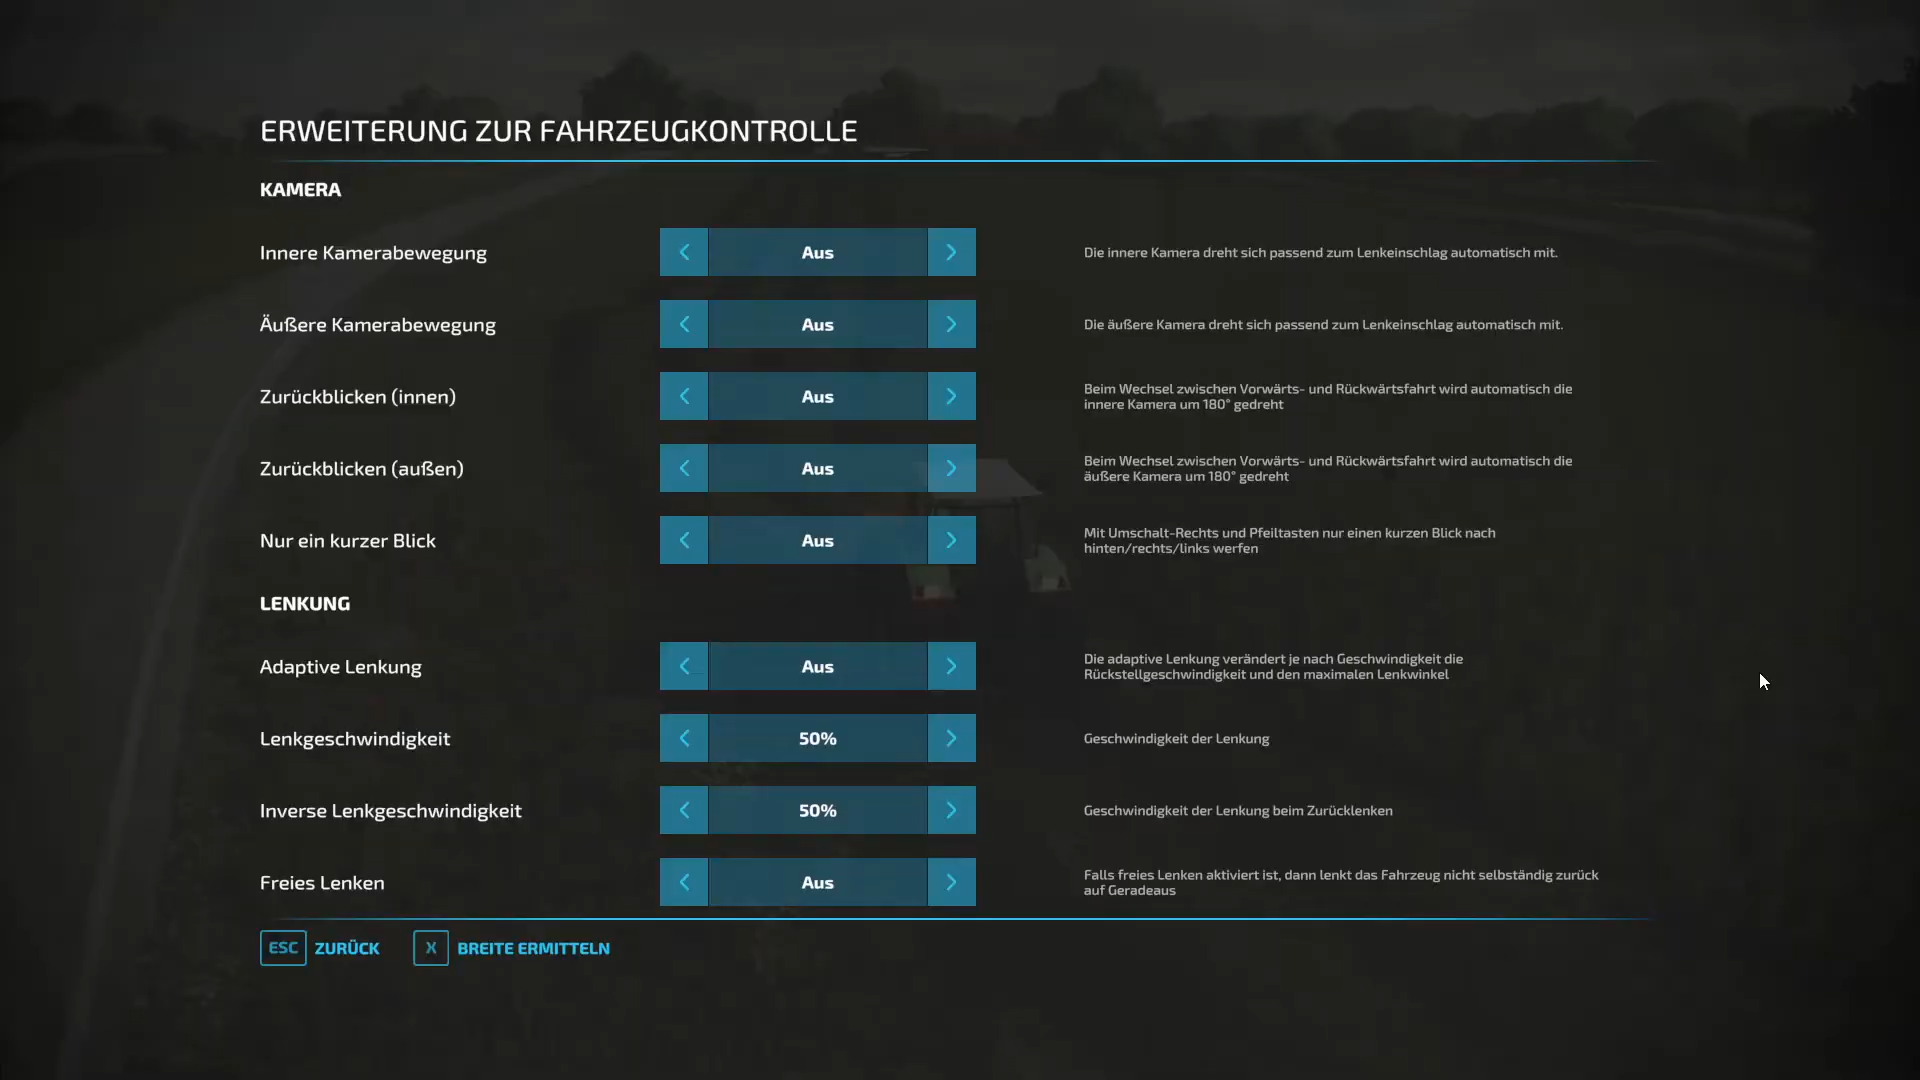 ERWEITERUNG ZUR FAHRZEUGKONTROLLE
KAMERA
Innere Kamerabewegung
Aus
Die innere Kamera dreht sich passend zum Lenkeinschlag automatisch mit.
Äußere Kamerabewegung
Aus
Die äußere Kamera dreht sich passend zum Lenkeinschlag automatisch mit.
Zurückblicken (innen)
Aus
Beim Wechsel zwischen Vorwärts- und Rückwärtsfahrt wird automatisch die
innere Kamera um 180° gedreht
Zurückblicken (außen)
Aus
Beim Wechsel zwischen Vorwärts- und Rückwärtsfahrt wird automatisch die
äußere Kamera um 180° gedreht
Nur ein kurzer Blick
Aus
Mit Umschalt-Rechts und Pfeiltasten nur einen kurzen Blick nach
hinten/rechts/links werfen
LENKUNG
Adaptive Lenkung
Aus
Die adaptive Lenkung verändert je nach Geschwindigkeit die
Rückstellgeschwindigkeit und den maximalen Lenkwinkel
Lenkgeschwindigkeit
50%
Geschwindigkeit der Lenkung
Inverse Lenkgeschwindigkeit
50%
Geschwindigkeit der Lenkung beim Zurücklenken
Freies Lenken
Aus
Falls freies Lenken aktiviert ist, dann lenkt das Fahrzeug nicht selbständig zurück
auf Geradeaus
ESC ZURÜCK X BREITE ERMITTELN